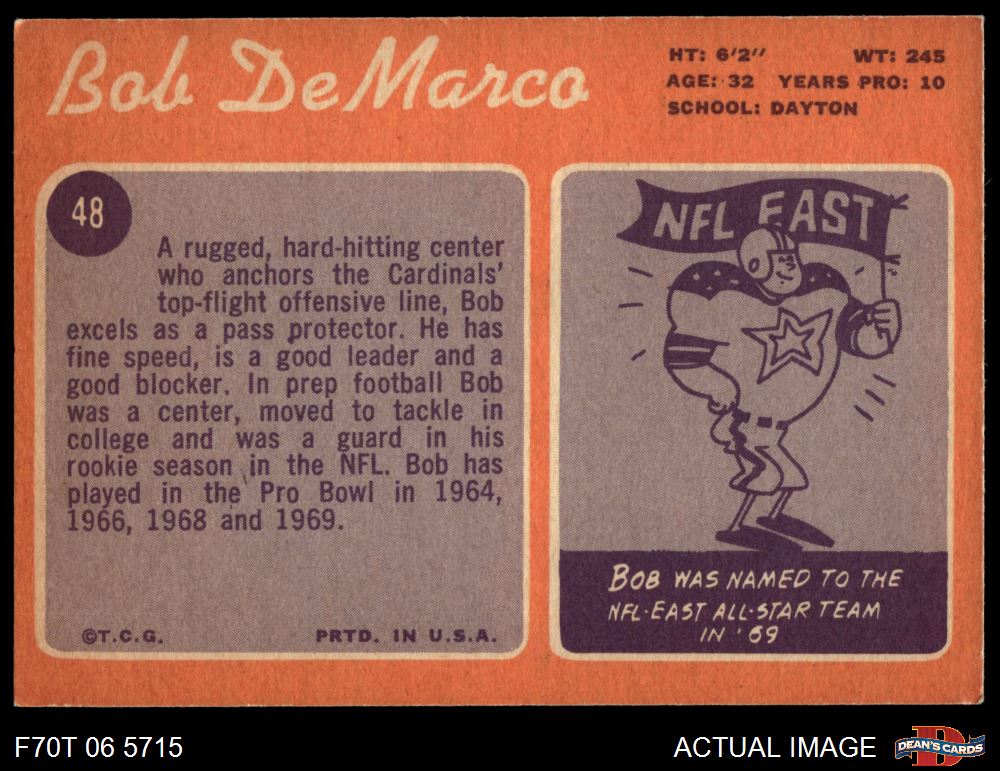 Bob DeMarco
HT: 6'2" WT: 245
AGE: 32 YEARS PRO: 10
SCHOOL: DAYTON
48
A rugged, hard-hitting center
who anchors the Cardinals'
top-flight offensive line, Bob
excels as a pass protector. He has
fine speed, is a good leader and a
good blocker. In prep football Bob
was a center, moved to tackle in
college and was a guard in his
rookie season in the NFL. Bob has
played in the Pro Bowl in 1964,
1966, 1968 and 1969.
©T.C.G. PRTD. IN U.S.A.
NFL EAST
BOB WAS NAMED TO THE
NFL-EAST ALL-STAR TEAM
IN '69
F70T 06 5715
ACTUAL IMAGE
D
DEAN'S CARDS